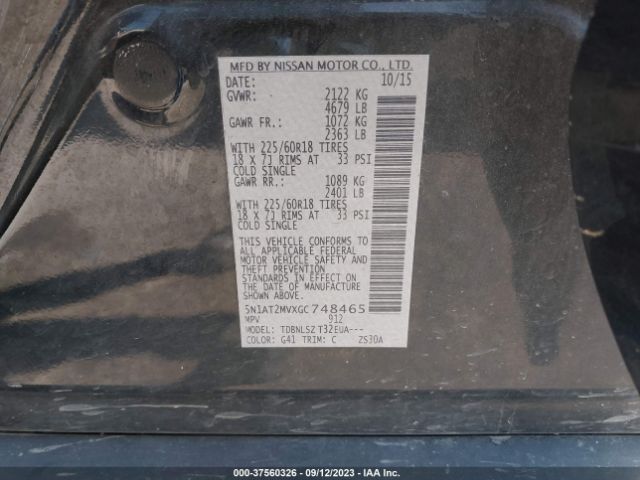 MFD BY NISSAN MOTOR CO., LTD.
DATE: 10/15
GVWR: 2122 KG
4679 LB
GAWR FR.: 1072 KG
2363 LB
WITH 225/60R18 TIRES
18 X 7J RIMS AT 33 PSI
COLD SINGLE
GAWR RR.: 1089 KG
2401 LB
WITH 225/60R18 TIRES
18 X 7J RIMS AT 33 PSI
COLD SINGLE
THIS VEHICLE CONFORMS TO
ALL APPLICABLE FEDERAL
MOTOR VEHICLE SAFETY AND
THEFT PREVENTION
STANDARDS IN EFFECT ON
THE DATE OF MANUFACTURE
SHOWN ABOVE.
5N1AT2MVXGC748465
MPV 912
MODEL: TDBNLSZ T32EUA---
COLOR: G41 TRIM: C ZS30A
000-37560326 - 09/12/2023 - IAA Inc.